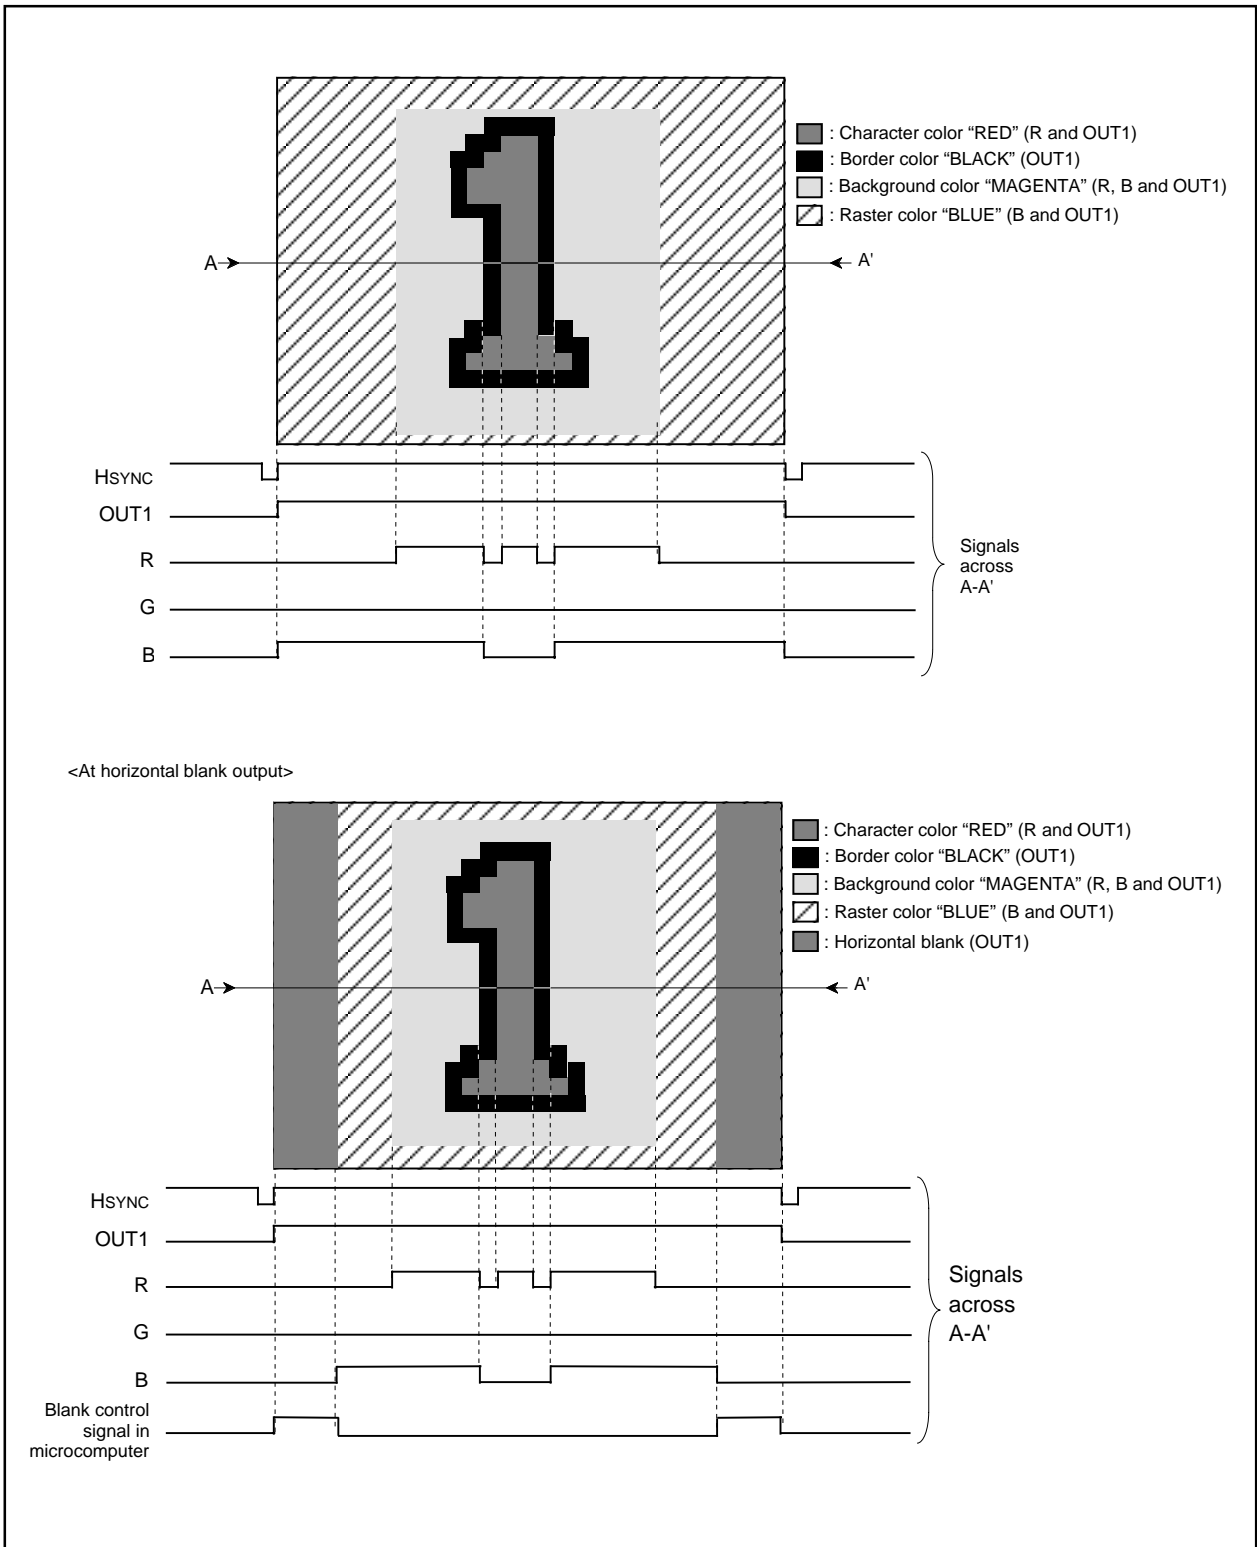 : Character color “RED” (R and OUT1)
: Border color “BLACK” (OUT1)
: Background color “MAGENTA” (R, B and OUT1)
: Raster color “BLUE” (B and OUT1)
A
A'
HSYNC
OUT1
R
G
B
Signals
across
A-A'
<At horizontal blank output>
: Character color “RED” (R and OUT1)
: Border color “BLACK” (OUT1)
: Background color “MAGENTA” (R, B and OUT1)
: Raster color “BLUE” (B and OUT1)
: Horizontal blank (OUT1)
A
A'
HSYNC
OUT1
R
G
B
Blank control
signal in
microcomputer
Signals
across
A-A'